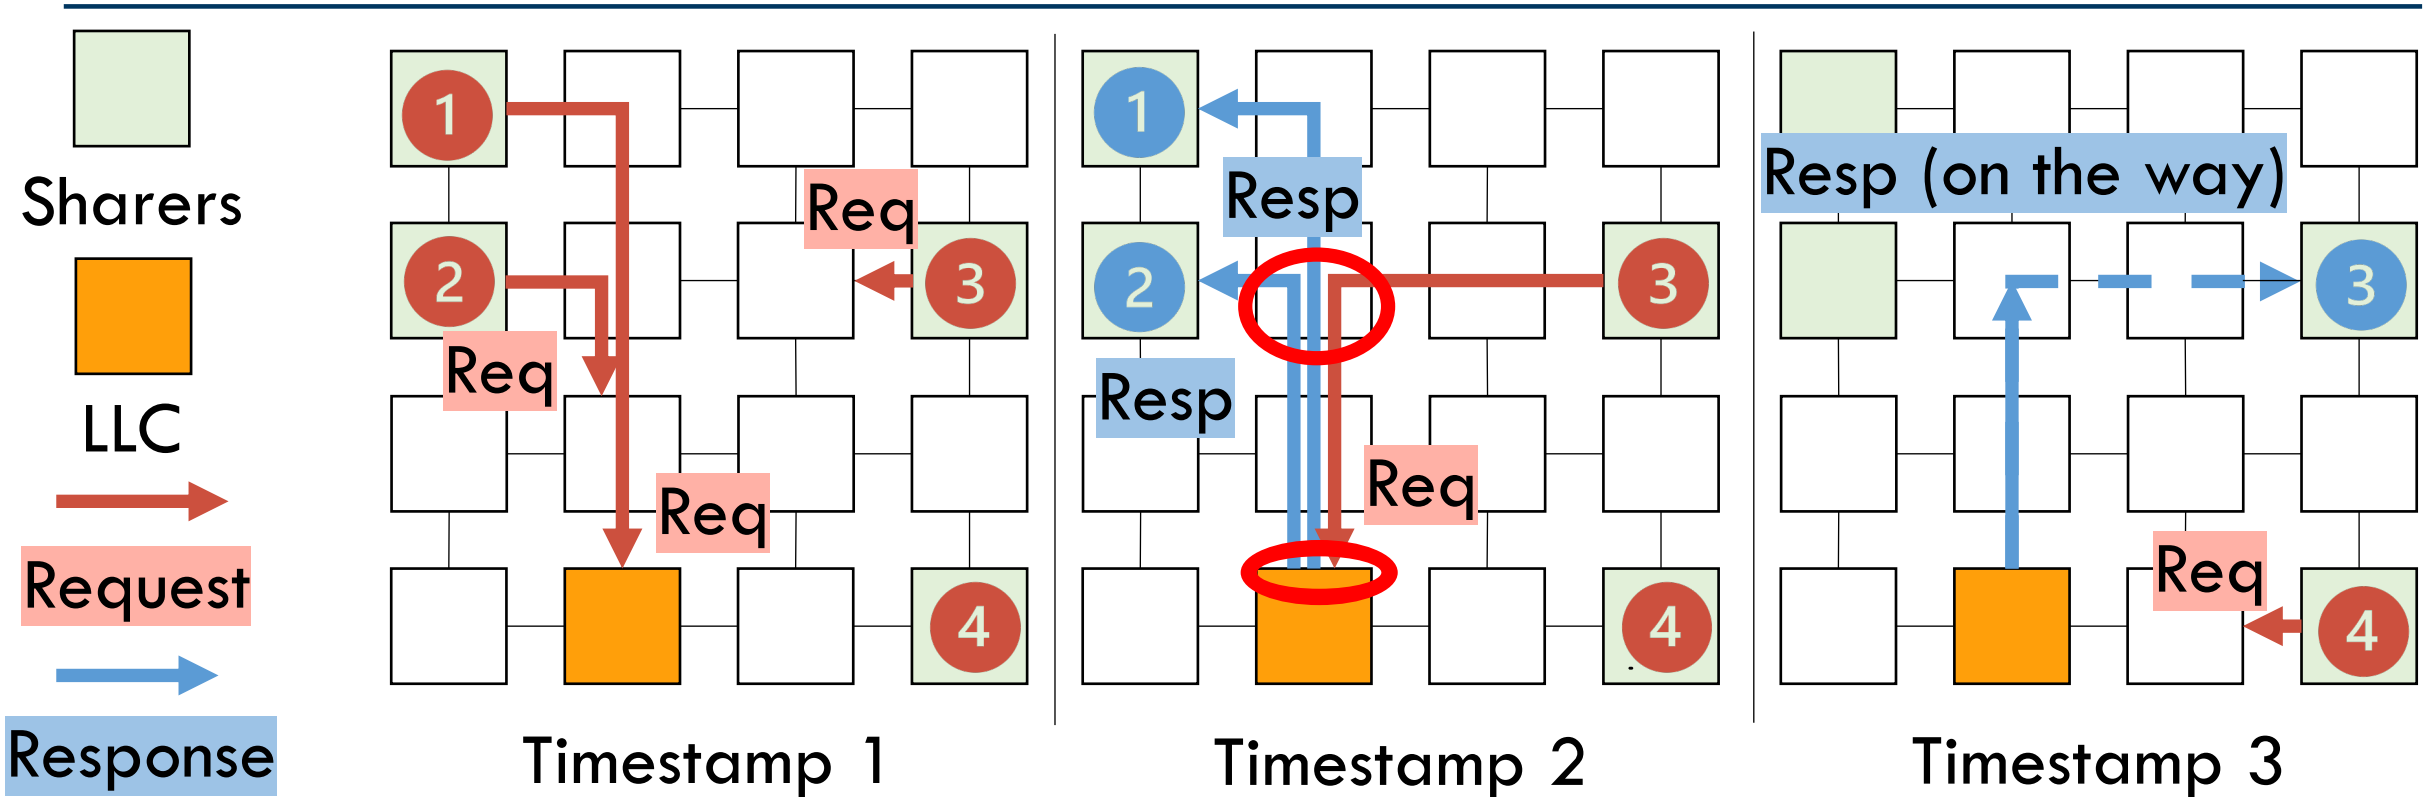 Sharers
LLC
Request
Response
1
2
Req
Req
3
Req
4
Timestamp 1
1
Resp
2
Resp
3
Req
4
Timestamp 2
Resp (on the way)
3
Req
4
Timestamp 3